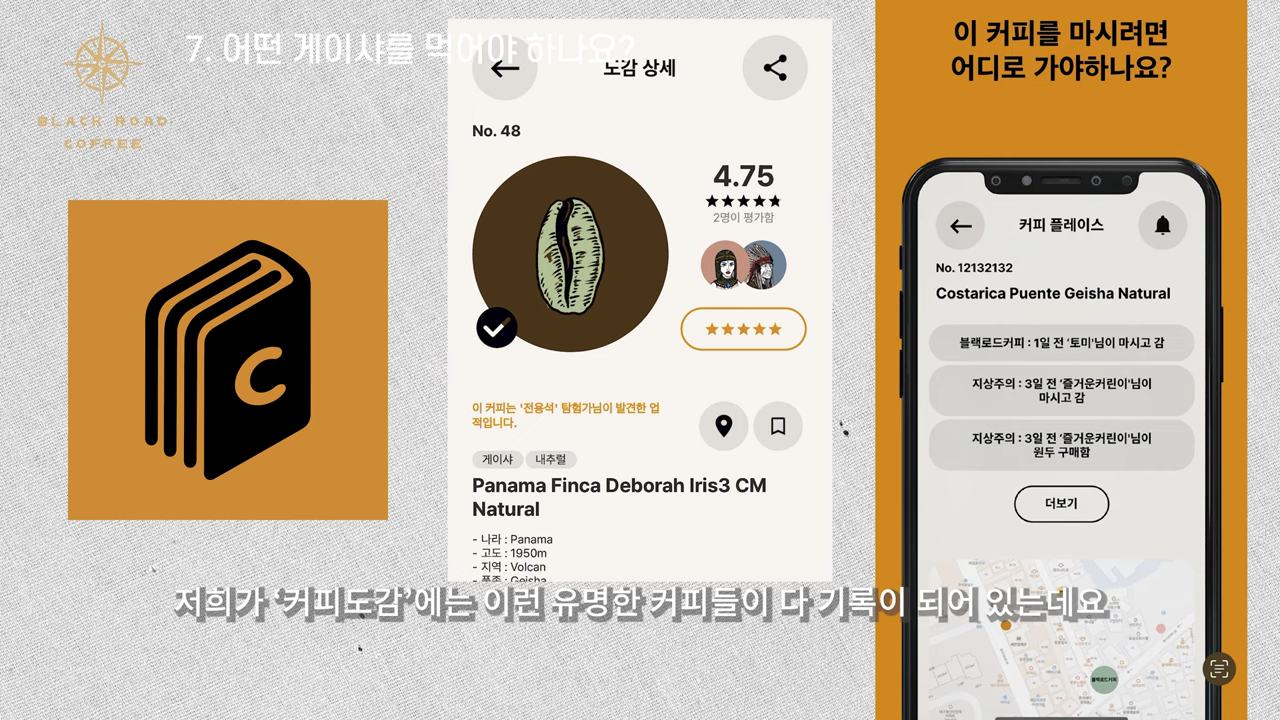 7. 어떤 게이샤를 먹어야 하나요?
BLACK ROAD
COFFEE
C
도감 상세
No. 48
4.75
2명이 평가함
이 커피는 '전용석' 탐험가님이 발견한 업
적입니다.
게이샤
내추럴
Panama Finca Deborah Iris3 CM
Natural
- 나라 : Panama
- 고도 : 1950m
- 지역 : Volcan
- 품종 : Geisha
이 커피를 마시려면
어디로 가야하나요?
커피 플레이스
No. 12132132
Costarica Puente Geisha Natural
블랙로드커피 : 1일 전 '토미'님이 마시고 감
지상주의 : 3일 전 '즐거운커린이'님이
마시고 감
지상주의 : 3일 전 '즐거운커린이'님이
원두 구매함
더보기
블랙로드커피
저희가 '커피도감'에는 이런 유명한 커피들이 다 기록이 되어 있는데요